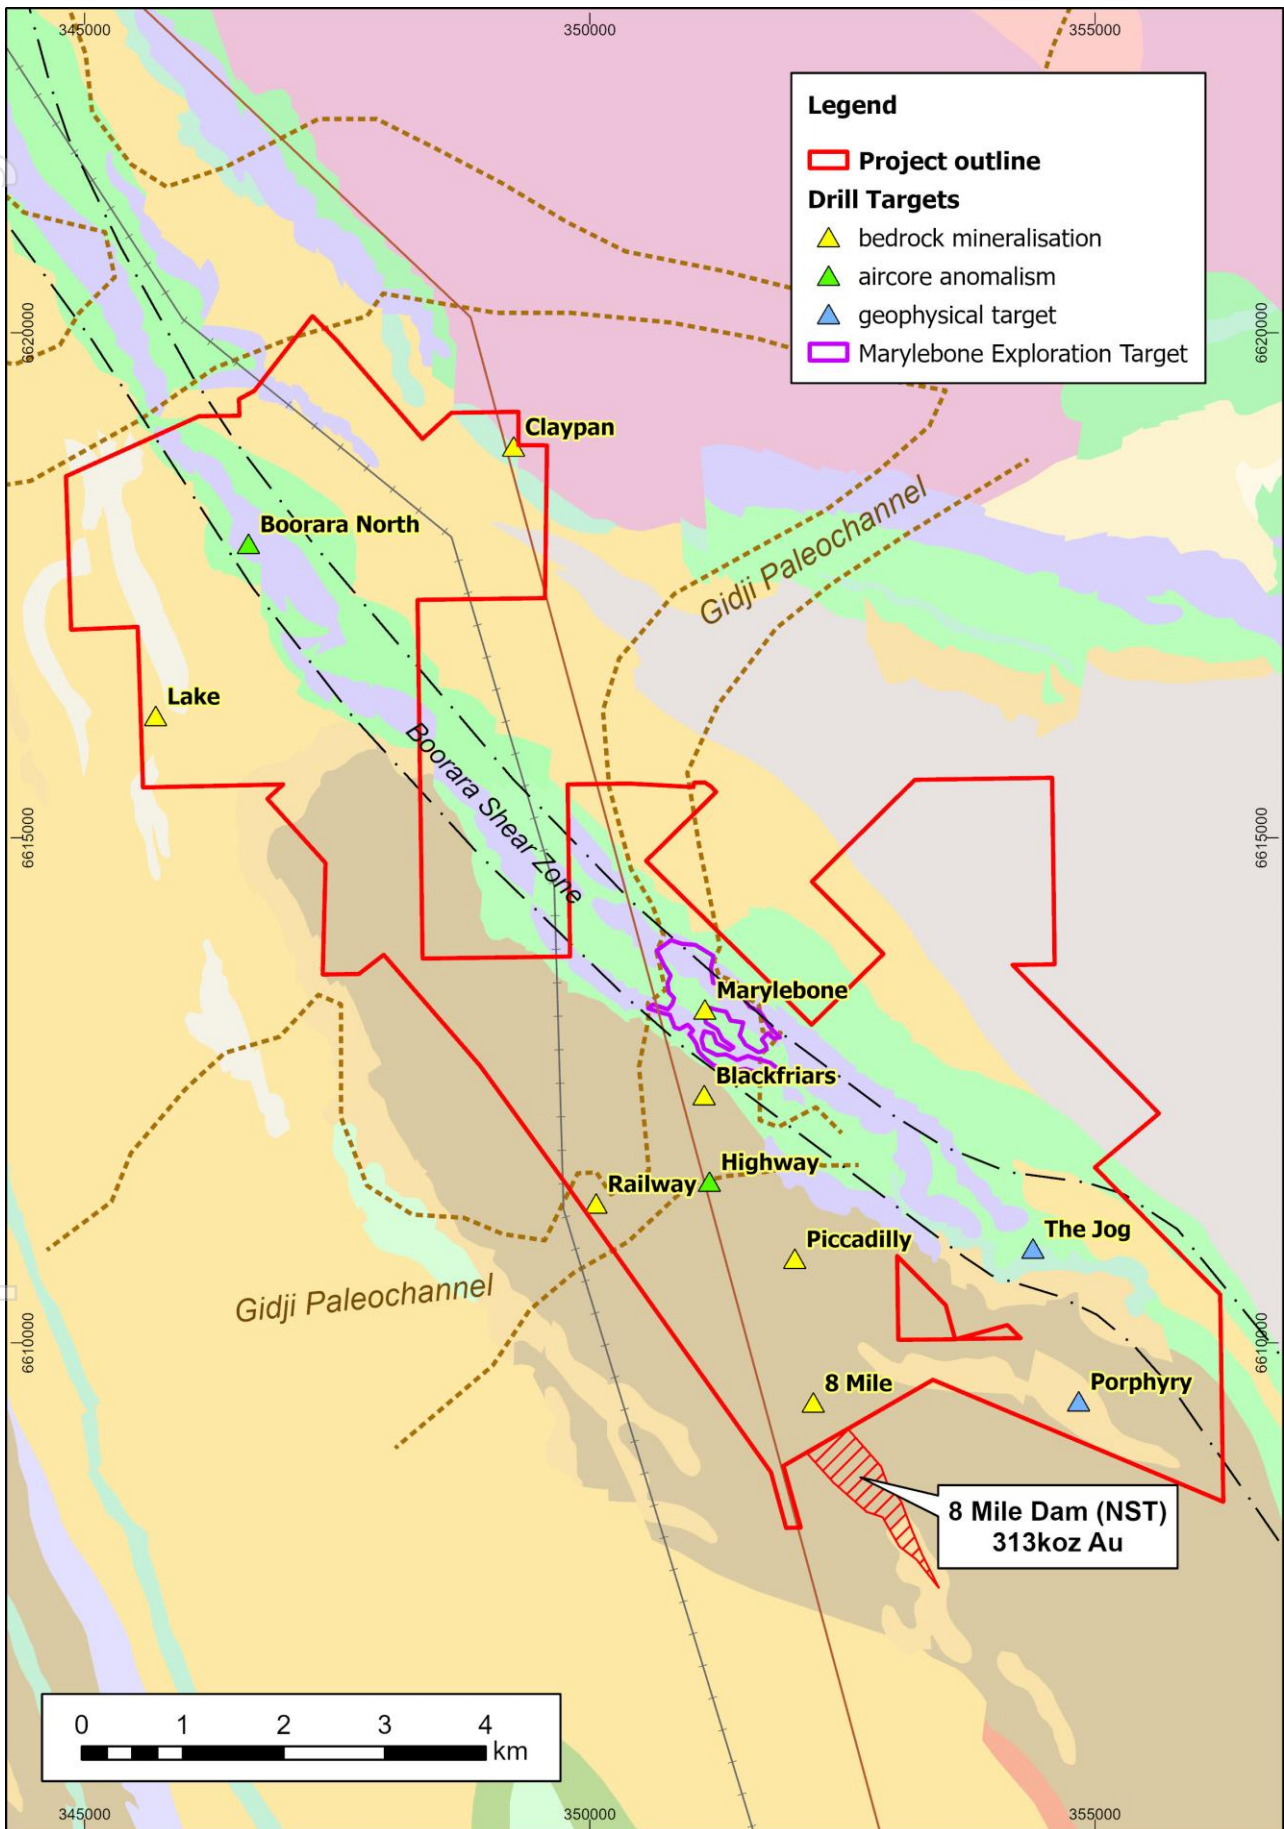 345000
350000
355000
Legend
Project outline
Drill Targets
bedrock mineralisation
aircore anomalism
geophysical target
Marylebone Exploration Target
6620000
6620000
Claypan
Gidji Paleochannel
Boorara North
Lake
Boorara Shear Zone
6615000
6615000
Marylebone
Blackfriars
Highway
Railway
The Jog
Piccadilly
Gidji Paleochannel
6610000
6610000
8 Mile
Porphyry
8 Mile Dam (NST)
313koz Au
0 1 2 3 4
km
345000
350000
355000